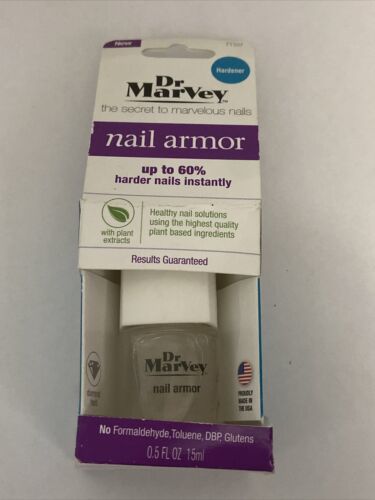 New
Hardener
Dr
Marvey™
the secret to marvelous nails
nail armor
up to 60%
harder nails instantly
with plant
extracts
Healthy nail solutions
using the highest quality
plant based ingredients
Results Guaranteed
Dr
Marvey
nail armor
PROUDLY
MADE IN
THE USA
No Formaldehyde,Toluene, DBP, Glutens
0.5 FL OZ 15ml